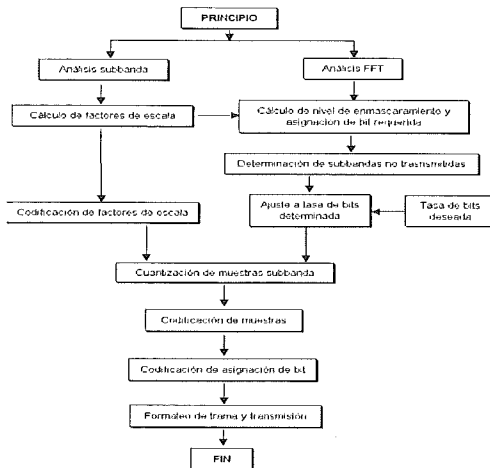 PRINCIPIO
Análisis subbanda
Análisis FFT
Cálculo de factores de escala
Cálculo de nivel de enmascaramiento y
asignación de bit requerida
Determinación de subbandas no trasmitidas
Codificación de factores de escala
Ajuste a tasa de bits
determinada
Tasa de bits
deseada
Cuantización de muestras subbanda
Codificación de muestras
Codificación de asignación de bit
Formateo de trama y transmisión
FIN